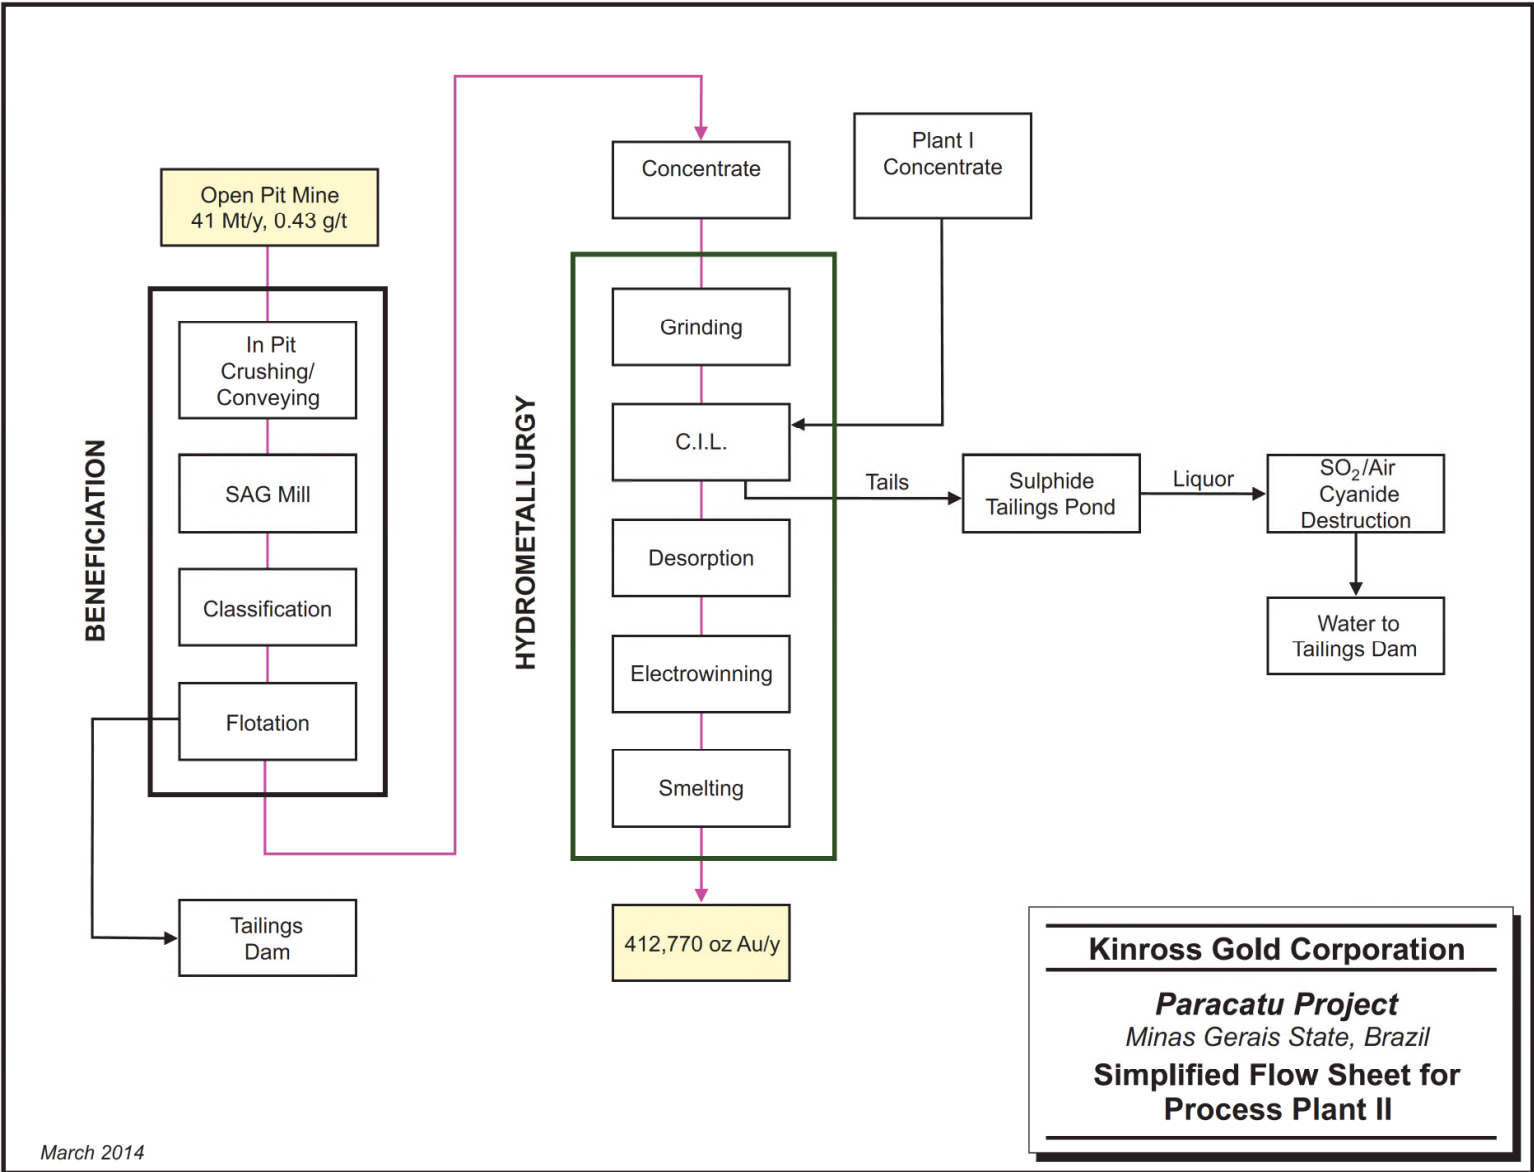 Open Pit Mine
41 Mt/y, 0.43 g/t
BENEFICIATION
In Pit
Crushing/
Conveying
SAG Mill
Classification
Flotation
Tailings
Dam
Concentrate
Plant I
Concentrate
HYDROMETALLURGY
Grinding
C.I.L.
Desorption
Electrowinning
Smelting
412,770 oz Au/y
Tails
Sulphide
Tailings Pond
Liquor
SO₂/Air
Cyanide
Destruction
Water to
Tailings Dam
Kinross Gold Corporation
Paracatu Project
Minas Gerais State, Brazil
Simplified Flow Sheet for
Process Plant II
March 2014